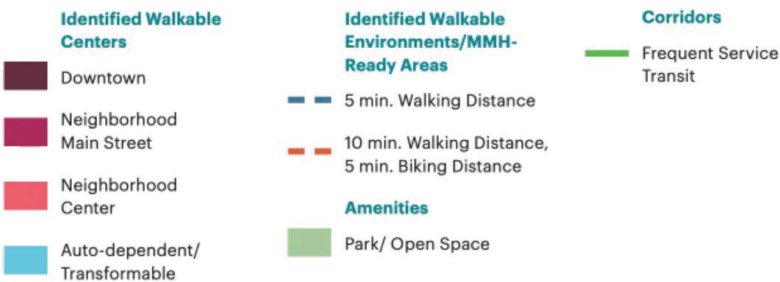 Identified Walkable
Centers
Downtown
Neighborhood
Main Street
Neighborhood
Center
Auto-dependent/
Transformable
Identified Walkable
Environments/MMH-
Ready Areas
5 min. Walking Distance
10 min. Walking Distance,
5 min. Biking Distance
Amenities
Park/ Open Space
Corridors
Frequent Service
Transit